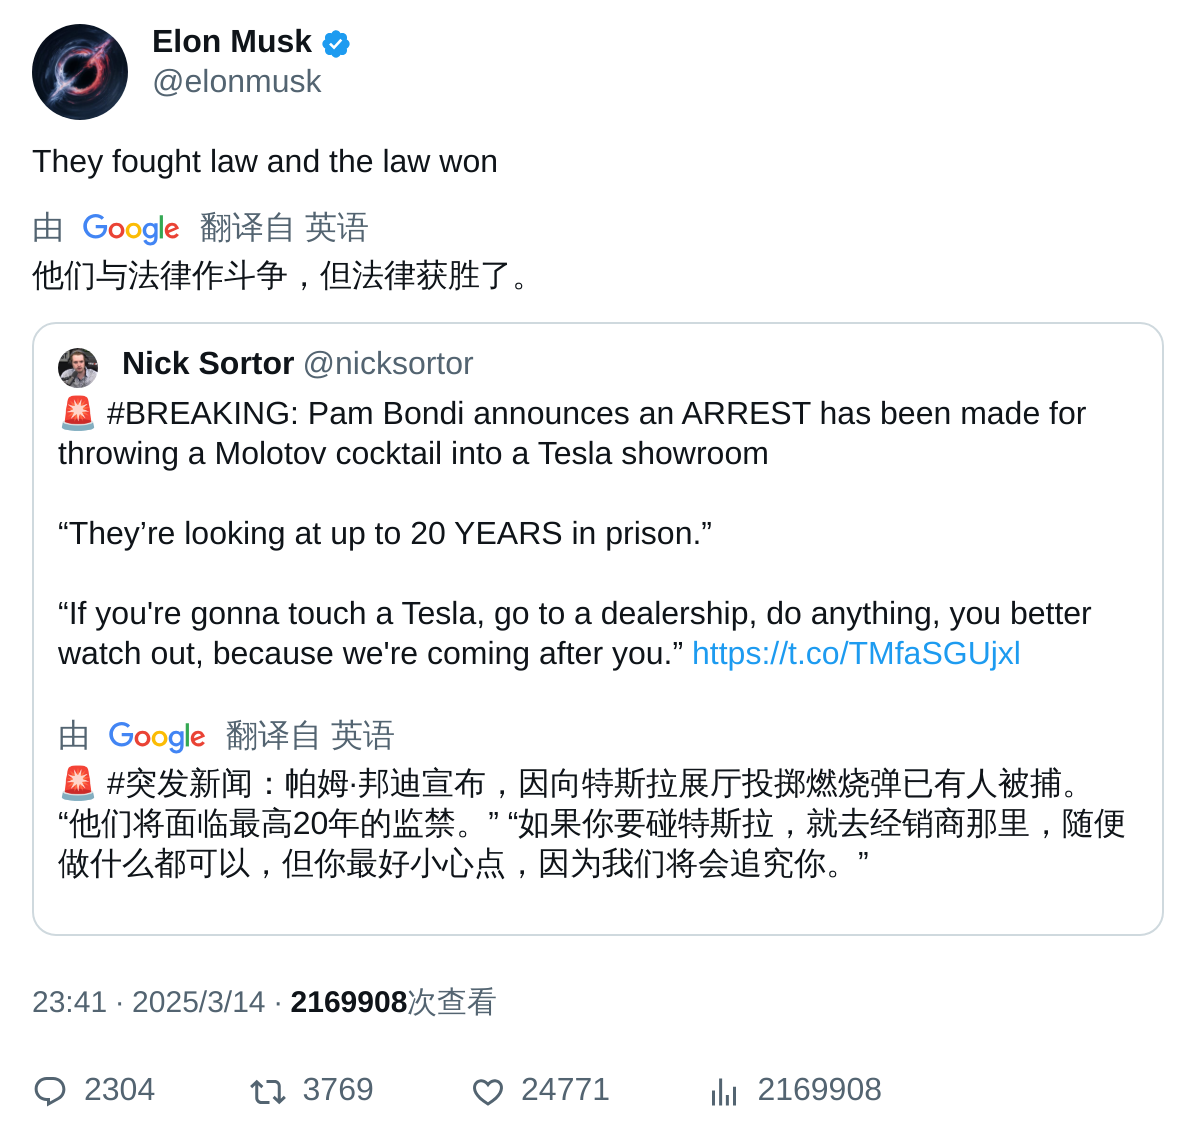 Elon Musk
@elonmusk
They fought law and the law won
由 Google 翻译自 英语
他们与法律作斗争，但法律获胜了。
Nick Sortor @nicksortor
🚨 #BREAKING: Pam Bondi announces an ARREST has been made for
throwing a Molotov cocktail into a Tesla showroom
“They’re looking at up to 20 YEARS in prison.”
“If you're gonna touch a Tesla, go to a dealership, do anything, you better
watch out, because we're coming after you.” https://t.co/TMfaSGUjxl
由 Google 翻译自 英语
🚨 #突发新闻：帕姆·邦迪宣布，因向特斯拉展厅投掷燃烧弹已有人被捕。
“他们将面临最高20年的监禁。” “如果你要碰特斯拉，就去经销商那里，随便
做什么都可以，但你最好小心点，因为我们将会追究你。”
23:41 · 2025/3/14 · 2169908次查看
2304 3769 24771 2169908